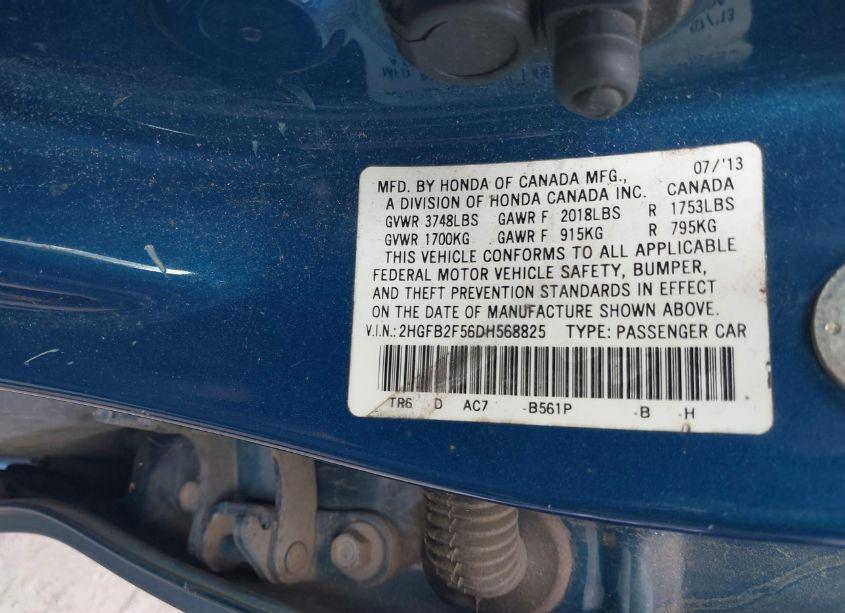 07/'13
MFD. BY HONDA OF CANADA MFG.,
A DIVISION OF HONDA CANADA INC. CANADA
GVWR 3748LBS GAWR F 2018LBS R 1753LBS
GVWR 1700KG GAWR F 915KG R 795KG
THIS VEHICLE CONFORMS TO ALL APPLICABLE
FEDERAL MOTOR VEHICLE SAFETY, BUMPER,
AND THEFT PREVENTION STANDARDS IN EFFECT
ON THE DATE OF MANUFACTURE SHOWN ABOVE.
V.I.N.:2HGFB2F56DH568825 TYPE: PASSENGER CAR
TR6 D AC7 -B561P -B -H